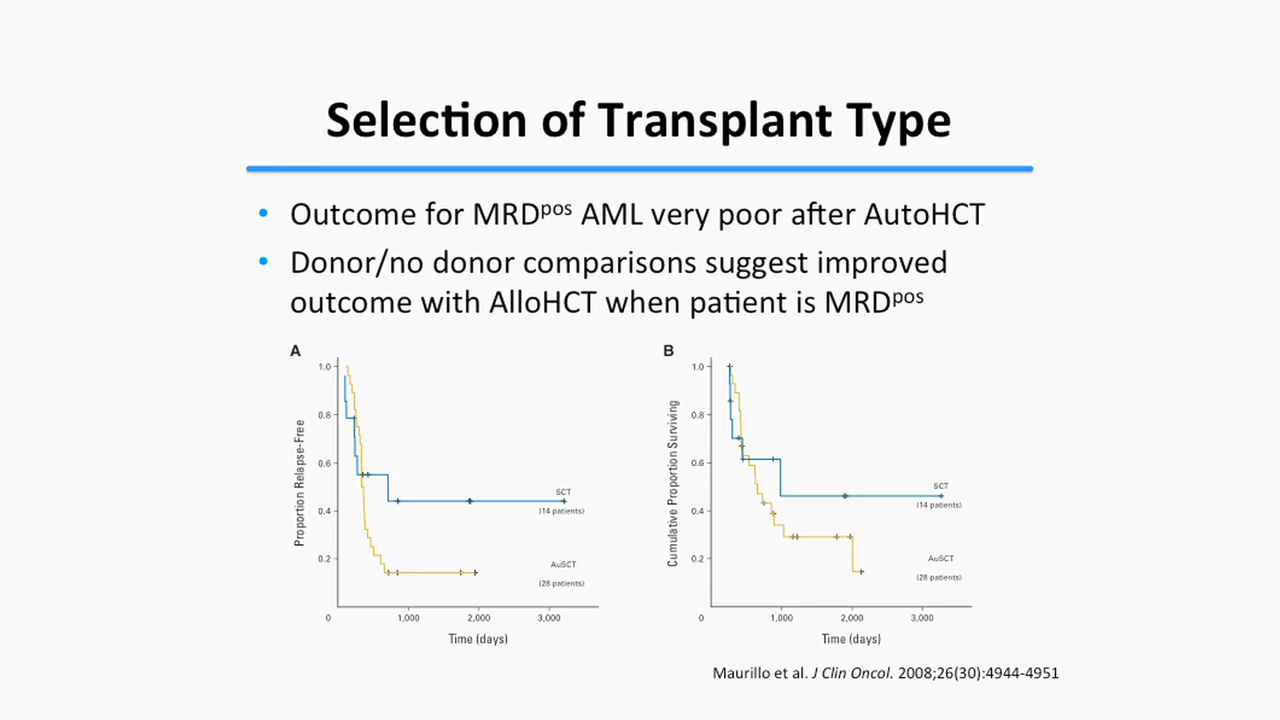 Selection of Transplant Type
• Outcome for MRDpos AML very poor after AutoHCT
• Donor/no donor comparisons suggest improved
outcome with AlloHCT when patient is MRDpos
A
Proportion Relapse-Free
1.0
0.8
0.6
0.4
0.2
0
1,000
2,000
3,000
Time (days)
SCT
(14 patients)
AuSCT
(28 patients)
B
Cumulative Proportion Surviving
1.0
0.8
0.6
0.4
0.2
0
1,000
2,000
3,000
Time (days)
SCT
(14 patients)
AuSCT
(28 patients)
Maurillo et al. J Clin Oncol. 2008;26(30):4944-4951